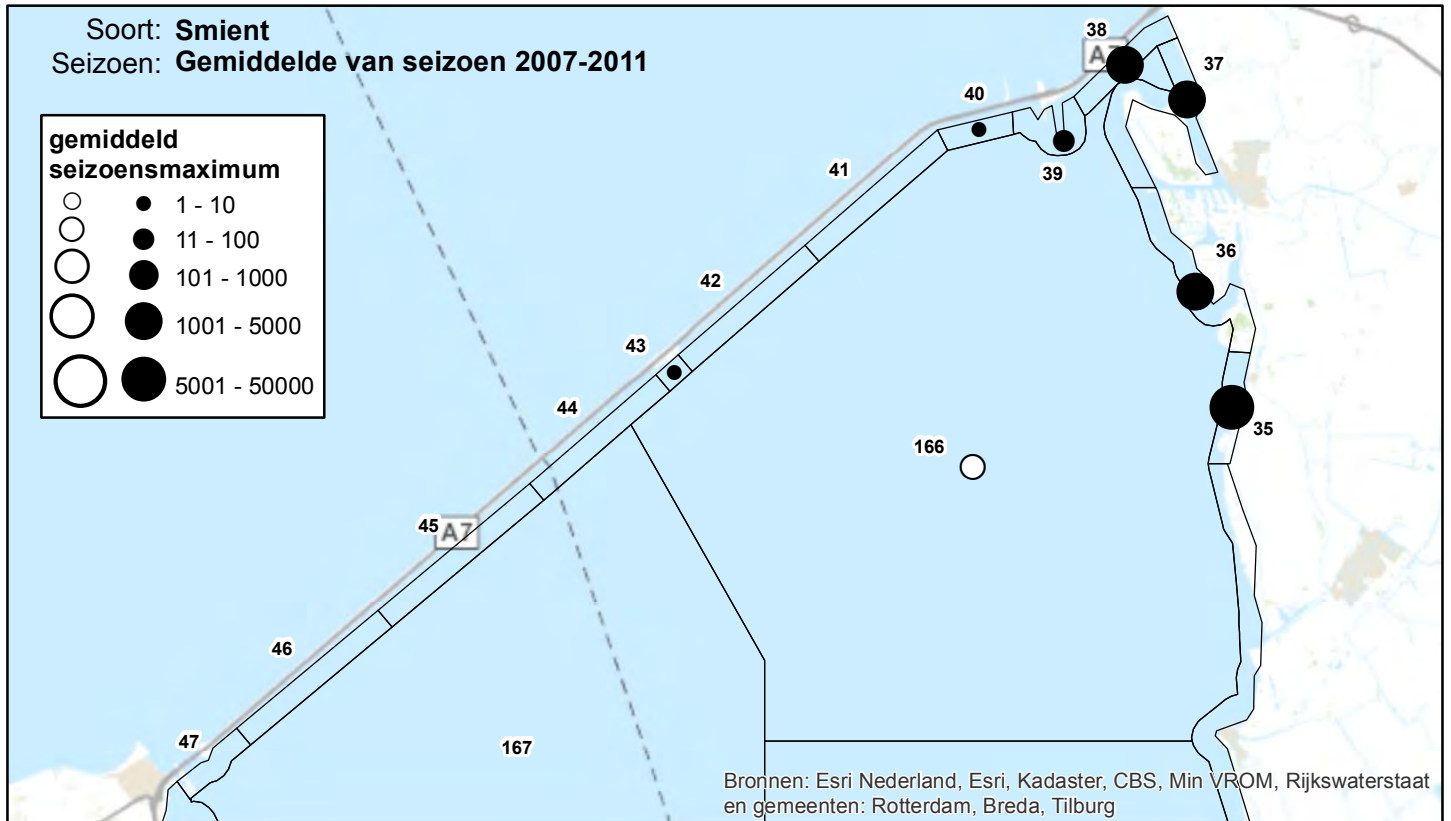 Soort: Smient
Seizoen: Gemiddelde van seizoen 2007-2011
gemiddeld
seizoensmaximum
1 - 10
11 - 100
101 - 1000
1001 - 5000
5001 - 50000
38
A7
37
40
39
41
36
42
43
44
35
166
45
A7
46
47
167
Bronnen: Esri Nederland, Esri, Kadaster, CBS, Min VROM, Rijkswaterstaat
en gemeenten: Rotterdam, Breda, Tilburg